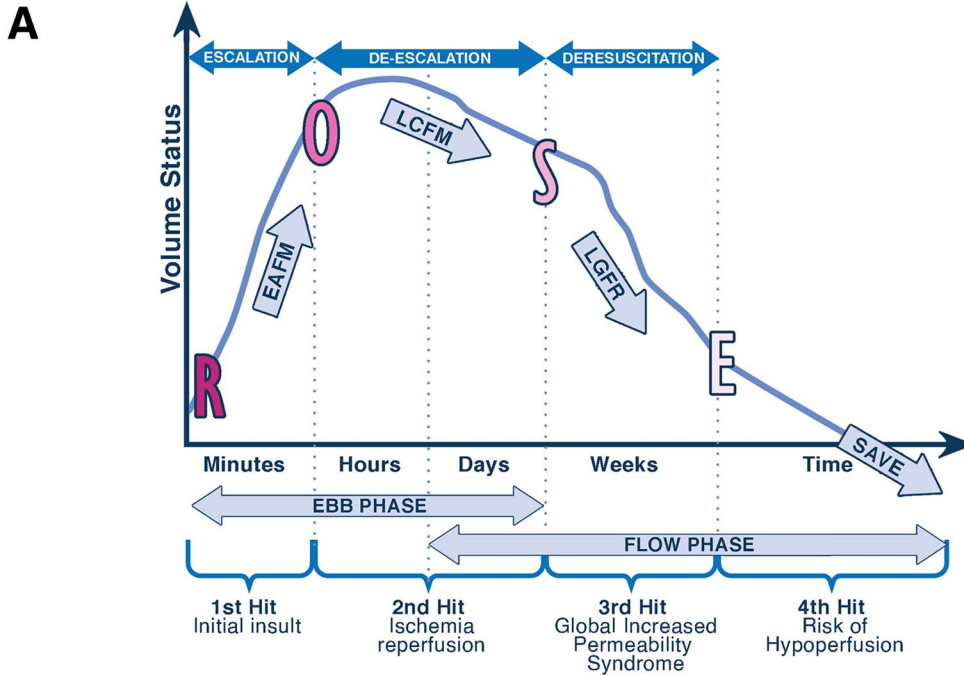 A
ESCALATION
DE-ESCALATION
DERESUSCITATION
Volume Status
R
EAFM
O
LCFM
S
LGFR
E
SAVE
Minutes
Hours
Days
Weeks
Time
EBB PHASE
FLOW PHASE
1st Hit
Initial insult
2nd Hit
Ischemia
reperfusion
3rd Hit
Global Increased
Permeability
Syndrome
4th Hit
Risk of
Hypoperfusion